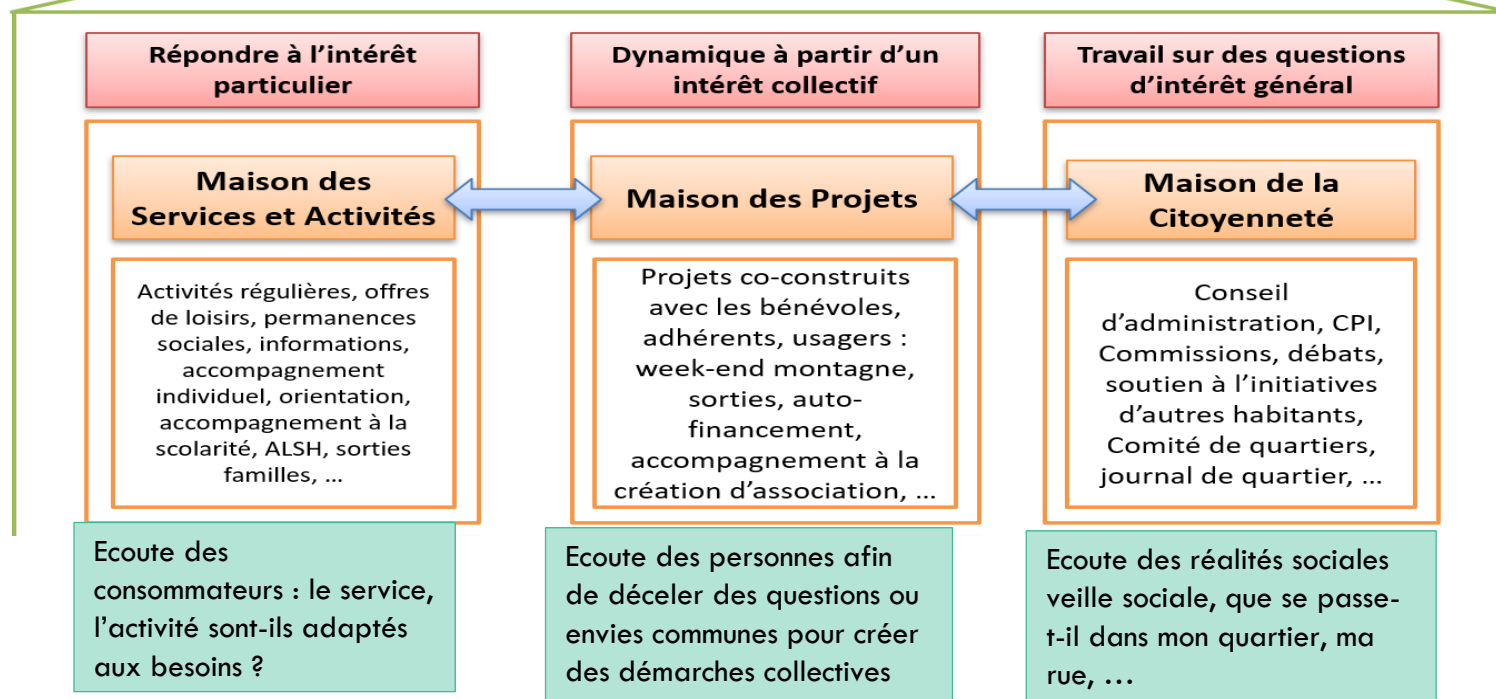 Répondre à l’intérêt
particulier
Dynamique à partir d’un
intérêt collectif
Travail sur des questions
d’intérêt général
Maison des
Services et Activités
Maison des Projets
Maison de la
Citoyenneté
Activités régulières, offres
de loisirs, permanences
sociales, informations,
accompagnement
individuel, orientation,
accompagnement à la
scolarité, ALSH, sorties
familles, …
Projets co-construits
avec les bénévoles,
adhérents, usagers :
week-end montagne,
sorties, auto-
financement,
accompagnement à la
création d’association, …
Conseil
d’administration, CPI,
Commissions, débats,
soutien à l’initiatives
d’autres habitants,
Comité de quartiers,
journal de quartier, …
Ecoute des
consommateurs : le service,
l’activité sont-ils adaptés
aux besoins ?
Ecoute des personnes afin
de déceler des questions ou
envies communes pour créer
des démarches collectives
Ecoute des réalités sociales
veille sociale, que se passe-
t-il dans mon quartier, ma
rue, …